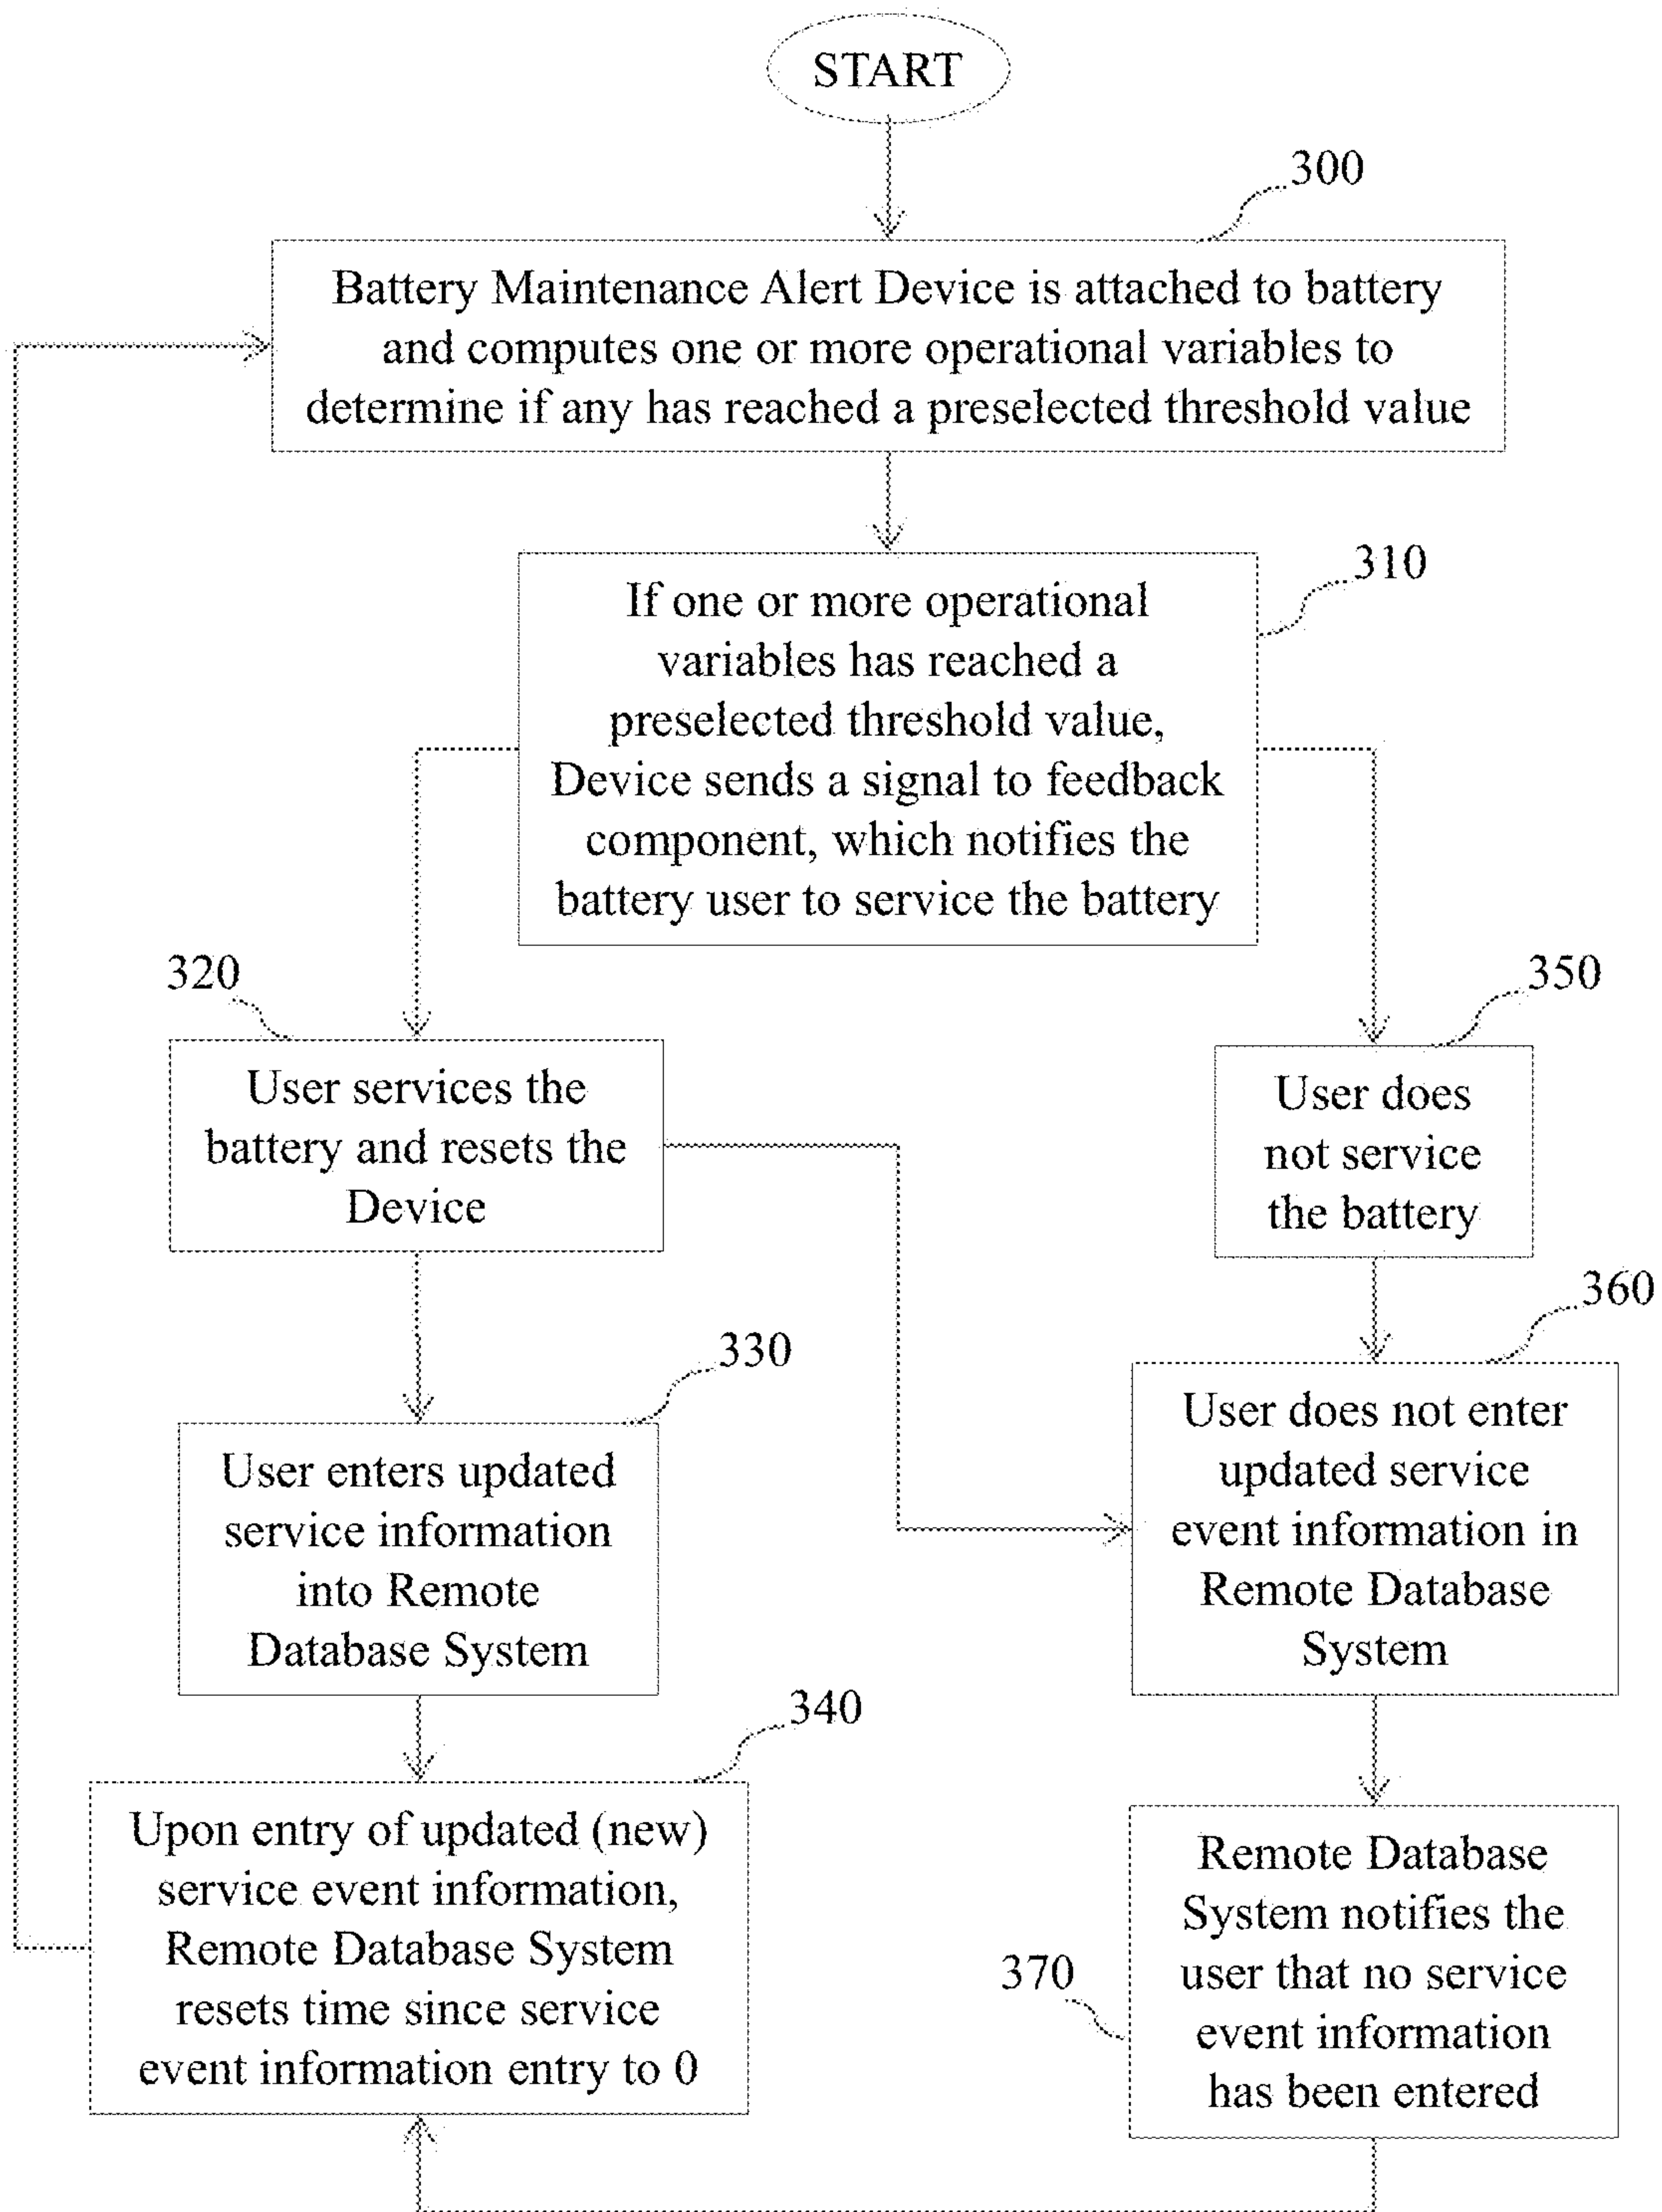 START
300
Battery Maintenance Alert Device is attached to battery
and computes one or more operational variables to
determine if any has reached a preselected threshold value
310
If one or more operational
variables has reached a
preselected threshold value,
Device sends a signal to feedback
component, which notifies the
battery user to service the battery
320
User services the
battery and resets the
Device
350
User does
not service
the battery
330
User enters updated
service information
into Remote
Database System
360
User does not enter
updated service
event information in
Remote Database
System
340
Upon entry of updated (new)
service event information,
Remote Database System
resets time since service
event information entry to 0
370
Remote Database
System notifies the
user that no service
event information
has been entered